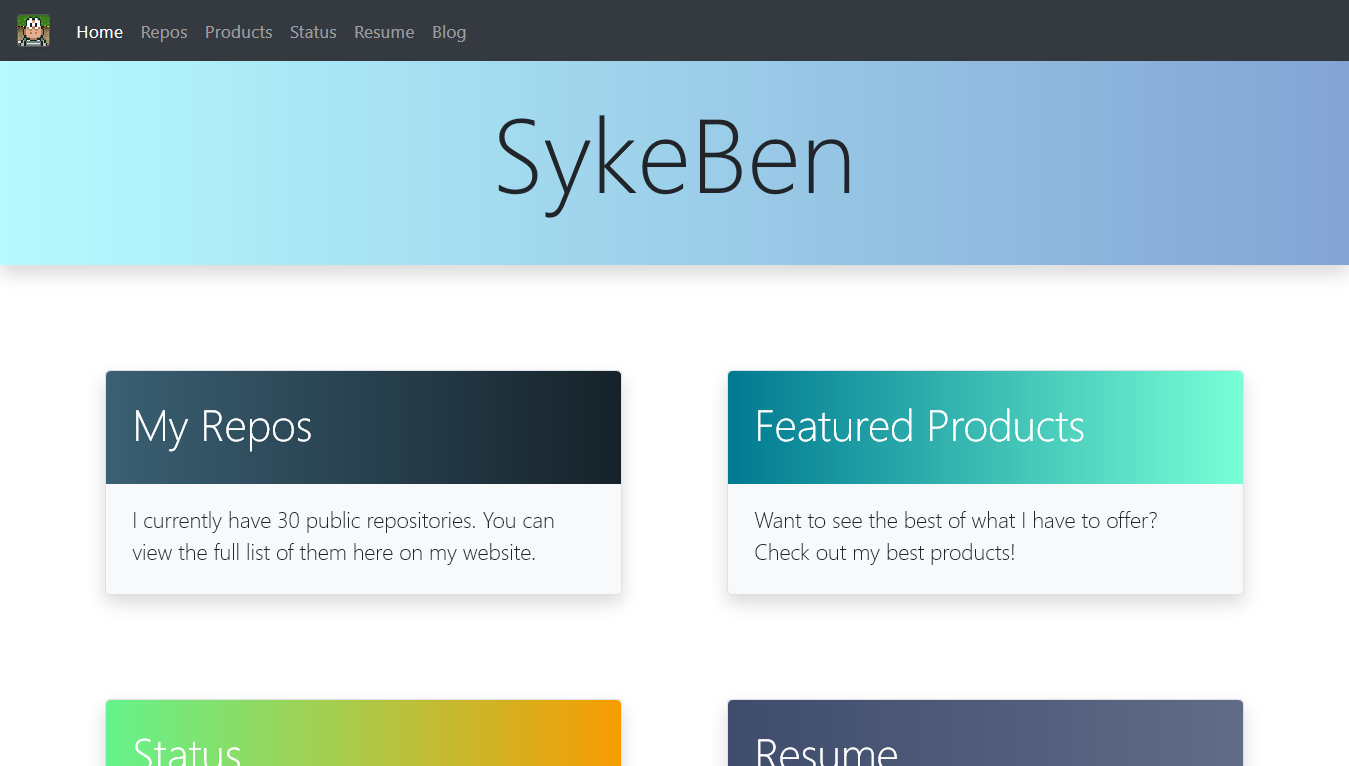 Home Repos Products Status Resume Blog
SykeBen
My Repos
I currently have 30 public repositories. You can
view the full list of them here on my website.
Featured Products
Want to see the best of what I have to offer?
Check out my best products!
Status
Resume